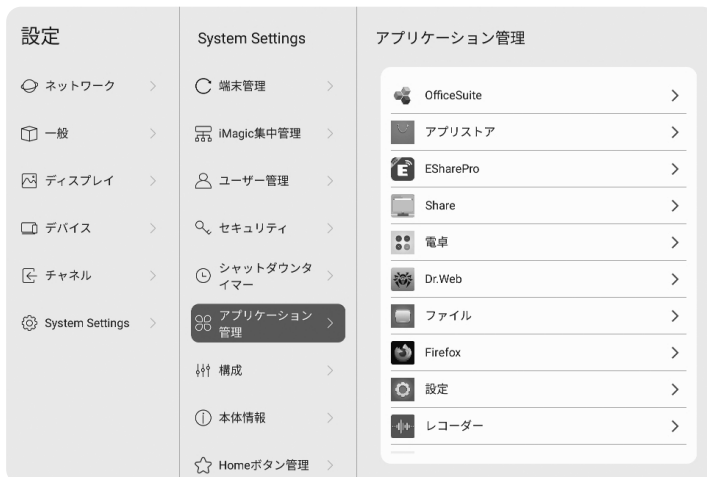 設定
ネットワーク
一般
ディスプレイ
デバイス
チャネル
System Settings
System Settings
端末管理
iMagic集中管理
ユーザー管理
セキュリティ
シャットダウンタ
イマー
アプリケーション
管理
構成
本体情報
Homeボタン管理
アプリケーション管理
OfficeSuite
アプリストア
ESharePro
Share
電卓
Dr.Web
ファイル
Firefox
設定
レコーダー